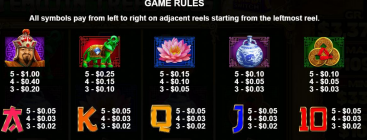 GAME RULES
All symbols pay from left to right on adjacent reels starting from the leftmost reel.
5 - $1.00
4 - $0.40
3 - $0.20
5 - $0.25
4 - $0.15
3 - $0.10
5 - $0.15
4 - $0.10
3 - $0.05
5 - $0.10
4 - $0.05
3 - $0.03
5 - $0.10
4 - $0.05
3 - $0.03
A 5 - $0.05
4 - $0.03
3 - $0.02
K 5 - $0.05
4 - $0.03
3 - $0.02
Q 5 - $0.05
4 - $0.03
3 - $0.02
J 5 - $0.05
4 - $0.03
3 - $0.02
10 5 - $0.05
4 - $0.03
3 - $0.02